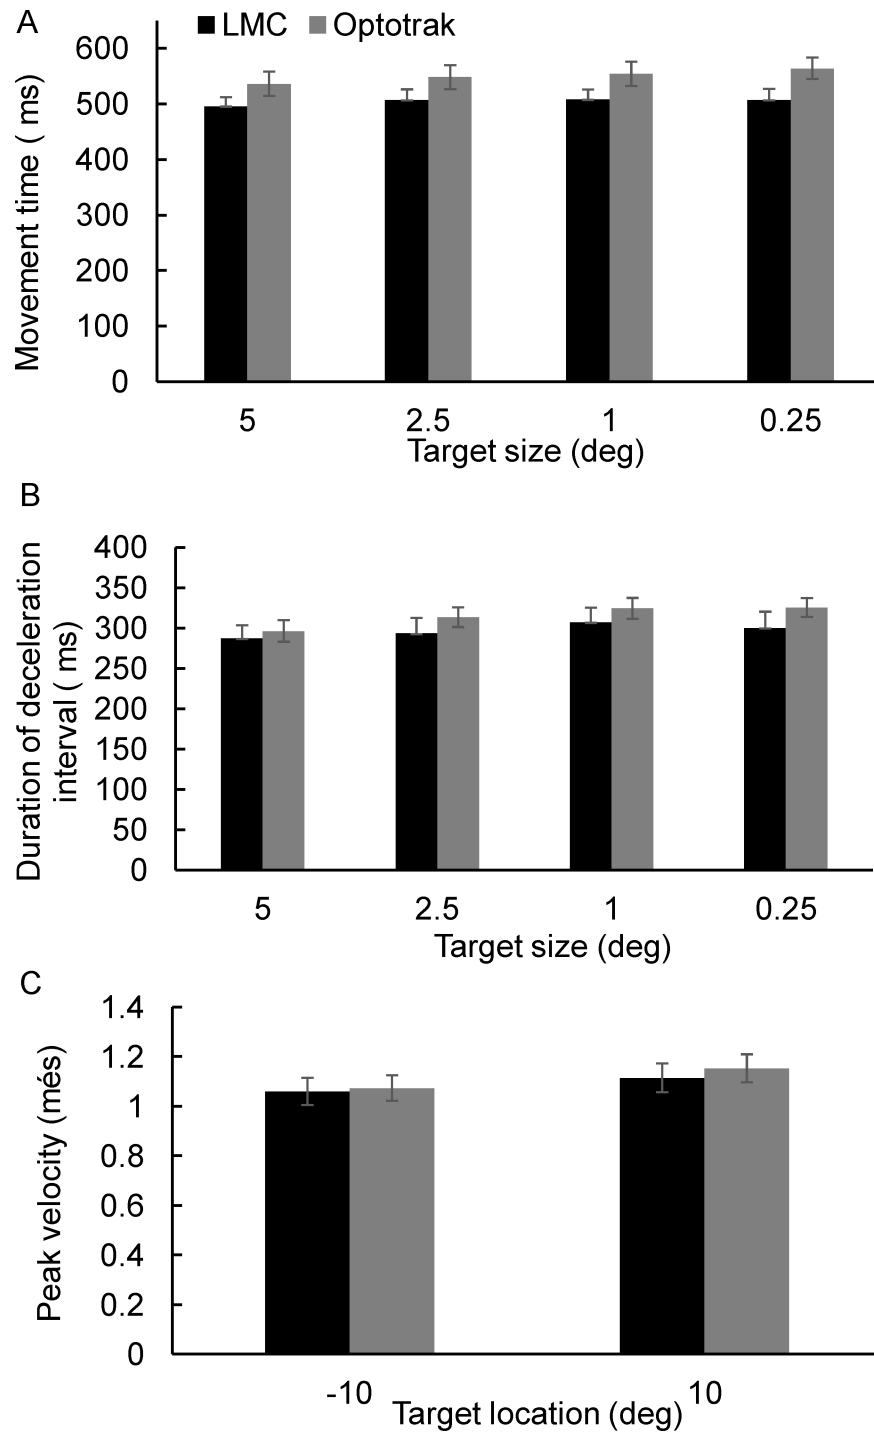 A
LMC Optotrak
Movement time ( ms)
600
500
400
300
200
100
0
5 2.5 1 0.25
Target size (deg)
B
Duration of deceleration
interval ( ms)
400
350
300
250
200
150
100
50
0
5 2.5 1 0.25
Target size (deg)
C
Peak velocity (més)
1.4
1.2
1
0.8
0.6
0.4
0.2
0
-10 10
Target location (deg)